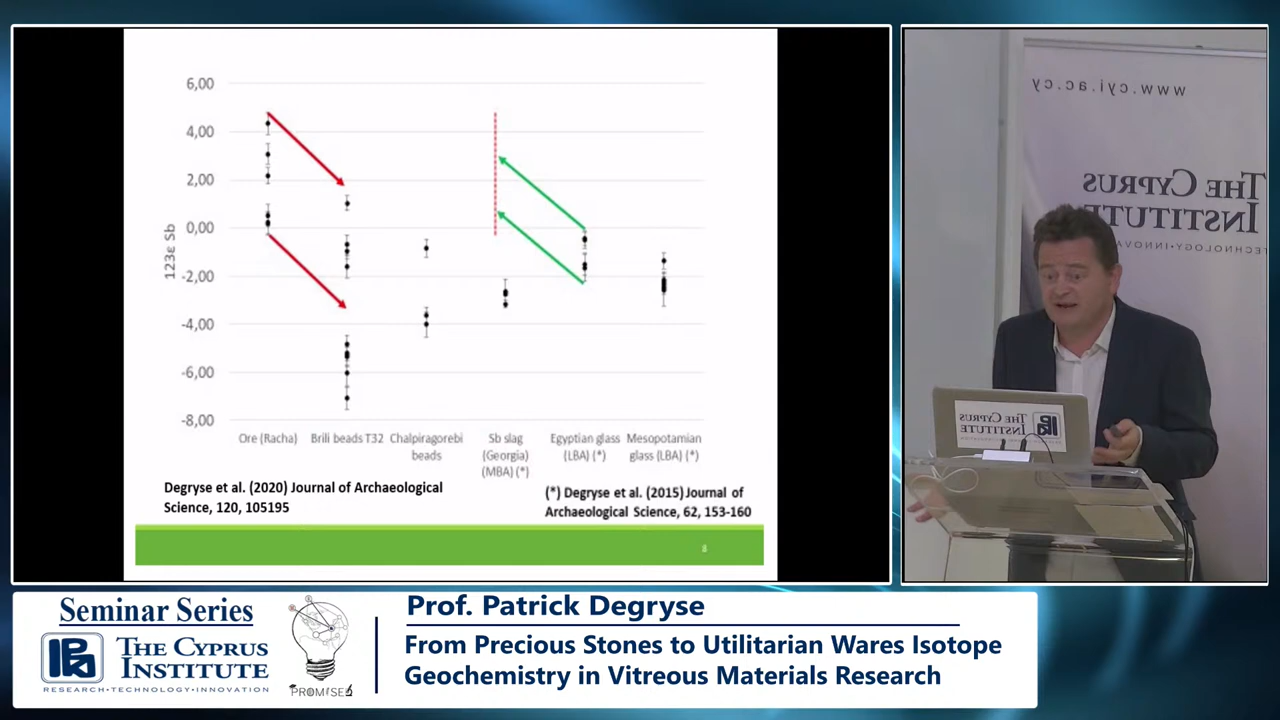 6,00
4,00
2,00
0,00
-2,00
-4,00
-6,00
-8,00
123ε Sb
Ore (Racha)
Brili beads T32
Chalpiragorebi
beads
Sb slag
(Georgia)
(MBA) (*)
Egyptian glass
(LBA) (*)
Mesopotamian
glass (LBA) (*)
Degryse et al. (2020) Journal of Archaeological
Science, 120, 105195
(*) Degryse et al. (2015) Journal of
Archaeological Science, 62, 153-160
8
www.cyi.ac.cy
THE CYPRUS
INSTITUTE
THE CYPRUS
INSTITUTE
Seminar Series
THE CYPRUS
INSTITUTE
RESEARCH•TECHNOLOGY•INNOVATION
PROMISE
Prof. Patrick Degryse
From Precious Stones to Utilitarian Wares Isotope
Geochemistry in Vitreous Materials Research